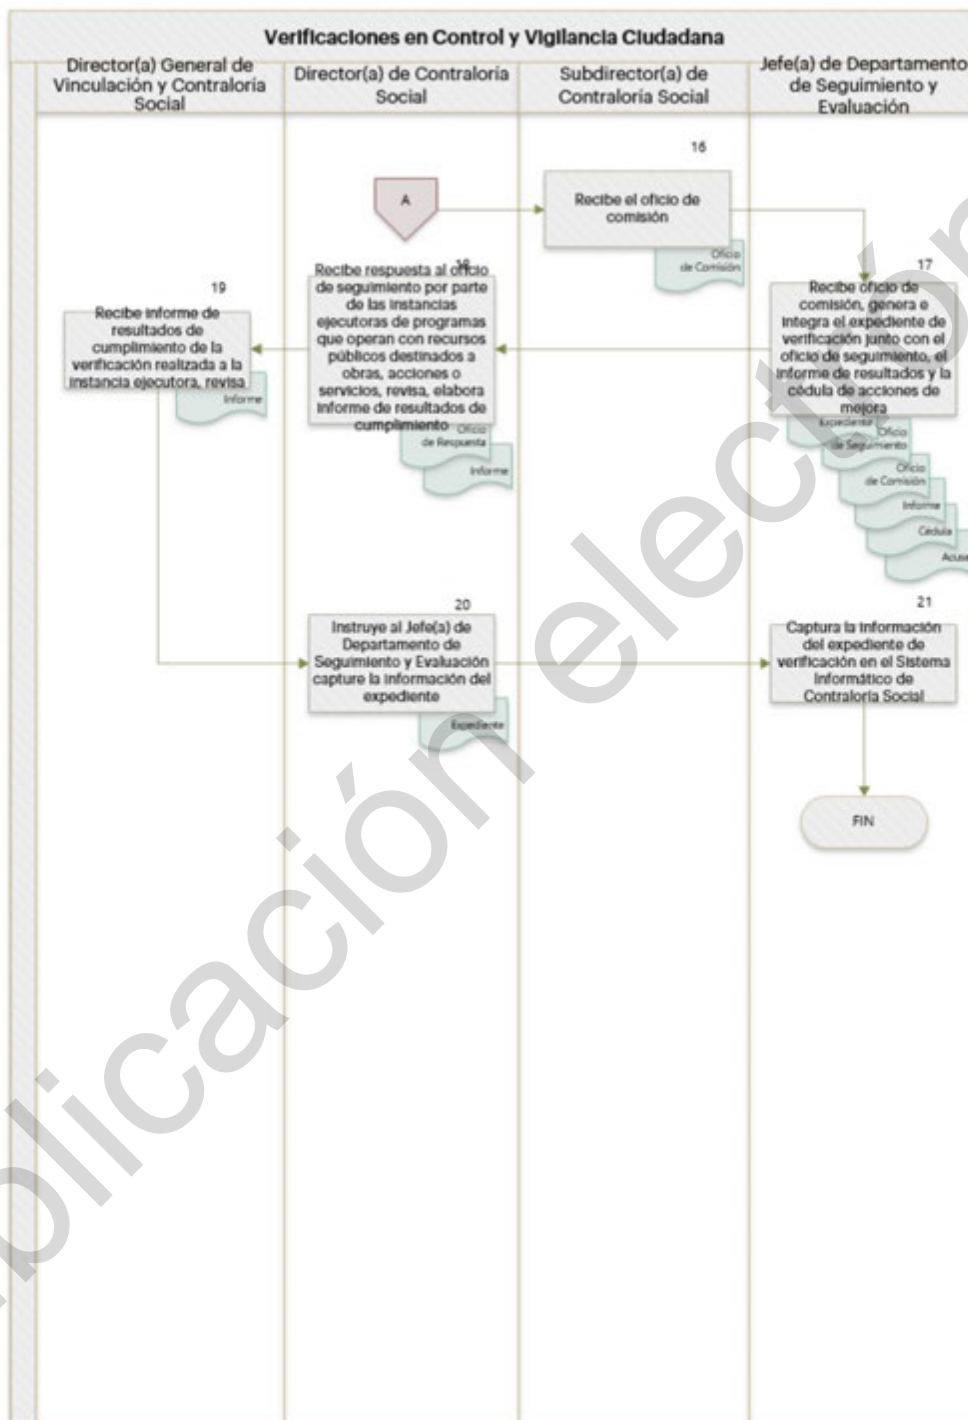 Verificaciones en Control y Vigilancia Ciudadana
Director(a) General de
Vinculación y Contraloría
Social
Director(a) de Contraloría
Social
Subdirector(a) de
Contraloría Social
Jefe(a) de Departamento
de Seguimiento y
Evaluación
A
16
Recibe el oficio de
comisión
Oficio
de Comisión
17
Recibe oficio de
comisión, genera e
integra el expediente de
verificación junto con el
oficio de seguimiento, el
informe de resultados y la
cédula de acciones de
mejora
Expediente
Oficio
de Seguimiento
Oficio
de Comisión
Informe
Cédula
Acuse
18
Recibe respuesta al oficio
de seguimiento por parte
de las instancias
ejecutoras de programas
que operan con recursos
públicos destinados a
obras, acciones o
servicios, revisa, elabora
informe de resultados de
cumplimiento
Oficio
de Respuesta
Informe
19
Recibe informe de
resultados de
cumplimiento de la
verificación realizada a la
instancia ejecutora, revisa
Informe
20
Instruye al Jefe(a) de
Departamento de
Seguimiento y Evaluación
capture la información del
expediente
Expediente
21
Captura la información
del expediente de
verificación en el Sistema
Informático de
Contraloría Social
FIN
plicación electrón